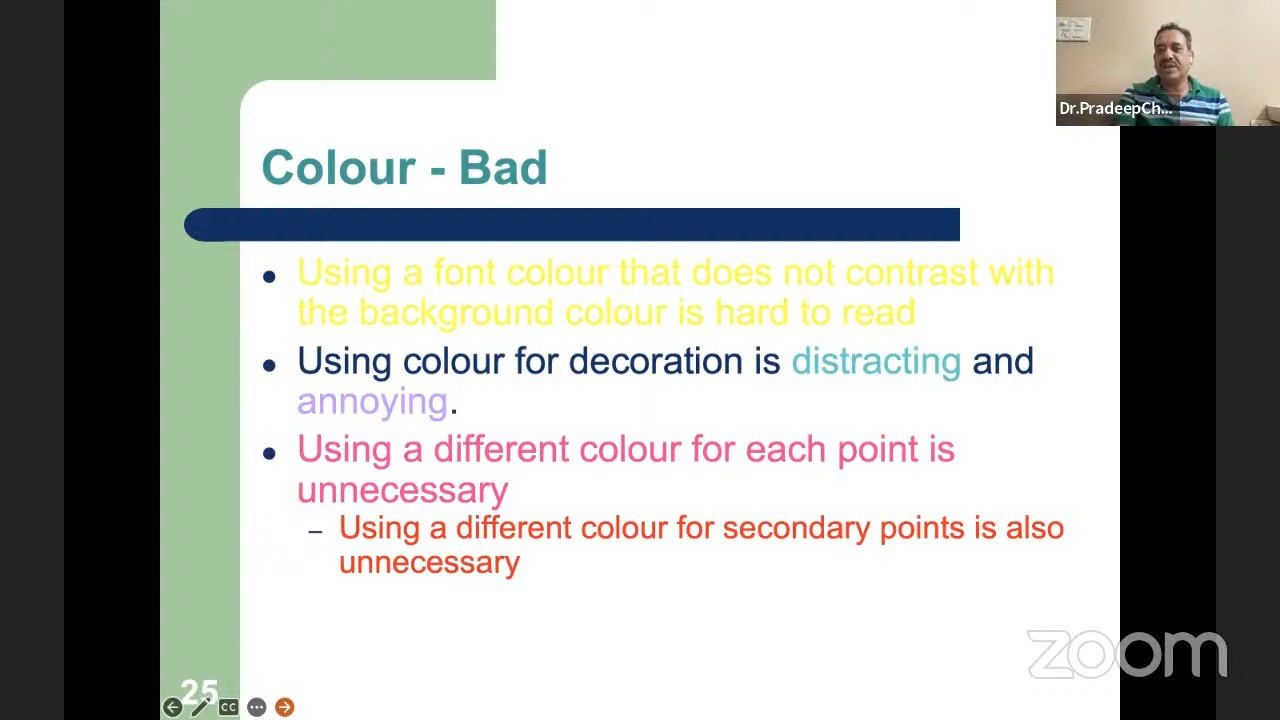 Dr.PradeepCh...
Colour - Bad
Using a font colour that does not contrast with
the background colour is hard to read
Using colour for decoration is distracting and
annoying.
Using a different colour for each point is
unnecessary
– Using a different colour for secondary points is also
unnecessary
zoom
25
CC